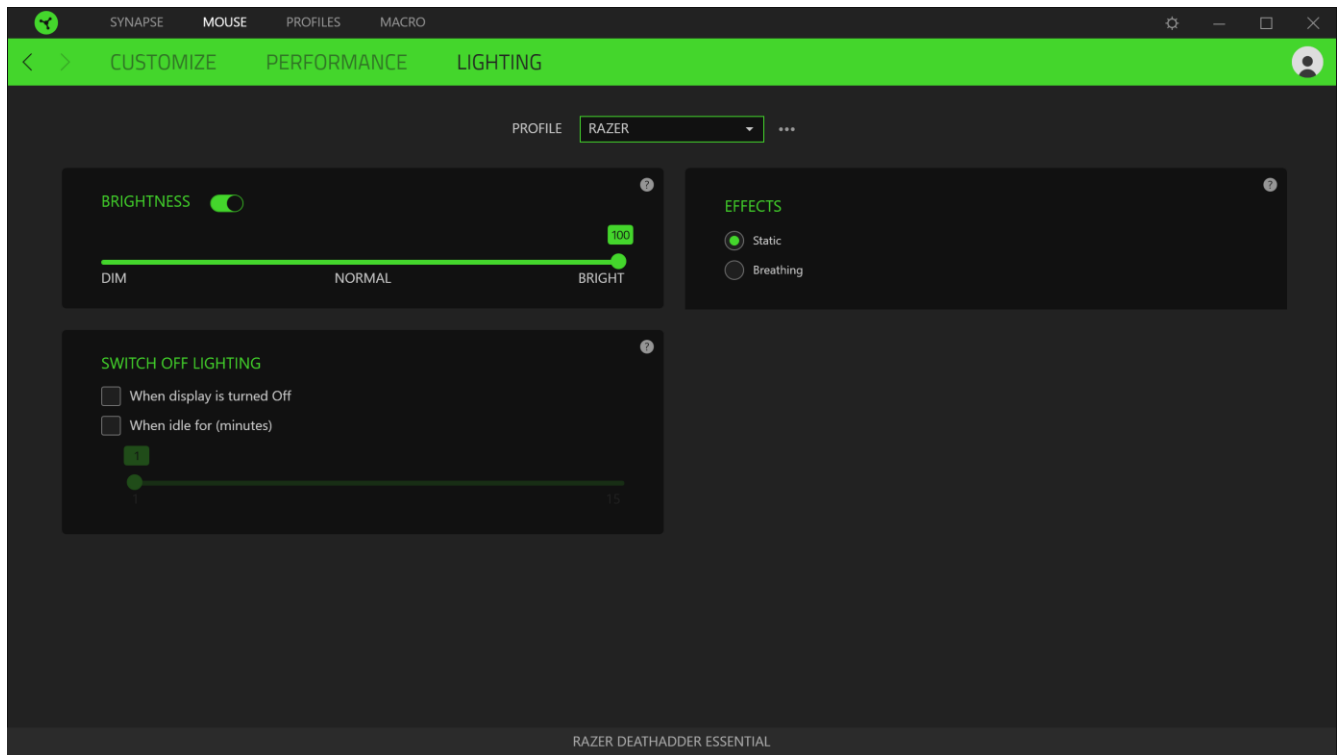 SYNAPSE MOUSE PROFILES MACRO
CUSTOMIZE PERFORMANCE LIGHTING
PROFILE RAZER
BRIGHTNESS
100
DIM NORMAL BRIGHT
EFFECTS
Static
Breathing
SWITCH OFF LIGHTING
When display is turned Off
When idle for (minutes)
1
1 15
RAZER DEATHADDER ESSENTIAL